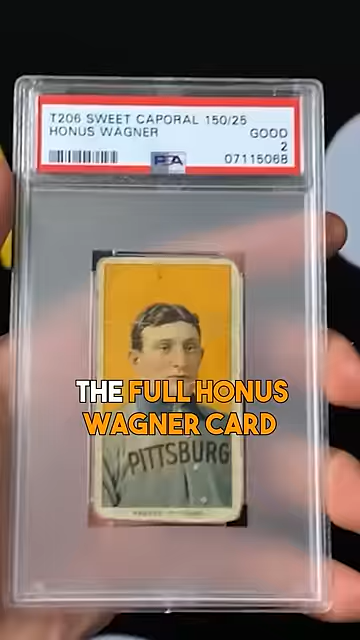 T206 SWEET CAPORAL 150/25
HONUS WAGNER GOOD
2
PSA 07115068
THE FULL HONUS
WAGNER CARD
PITTSBURG